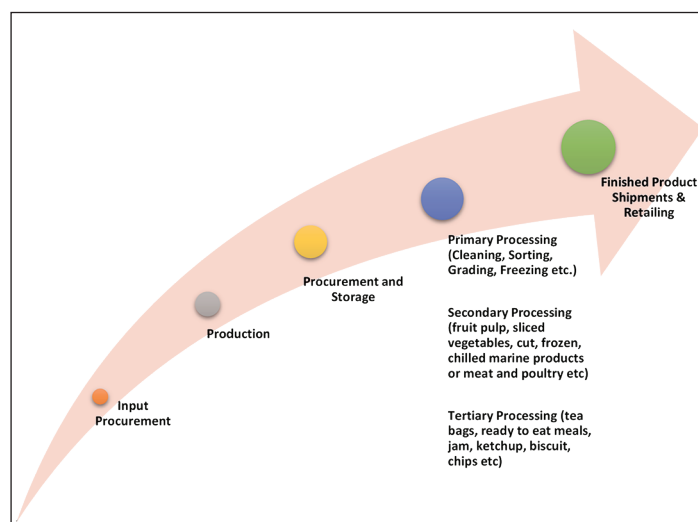 Input
Procurement
Production
Procurement and
Storage
Primary Processing
(Cleaning, Sorting,
Grading, Freezing etc.)
Secondary Processing
(fruit pulp, sliced
vegetables, cut, frozen,
chilled marine products
or meat and poultry etc)
Tertiary Processing (tea
bags, ready to eat meals,
jam, ketchup, biscuit,
chips etc)
Finished Product
Shipments &
Retailing